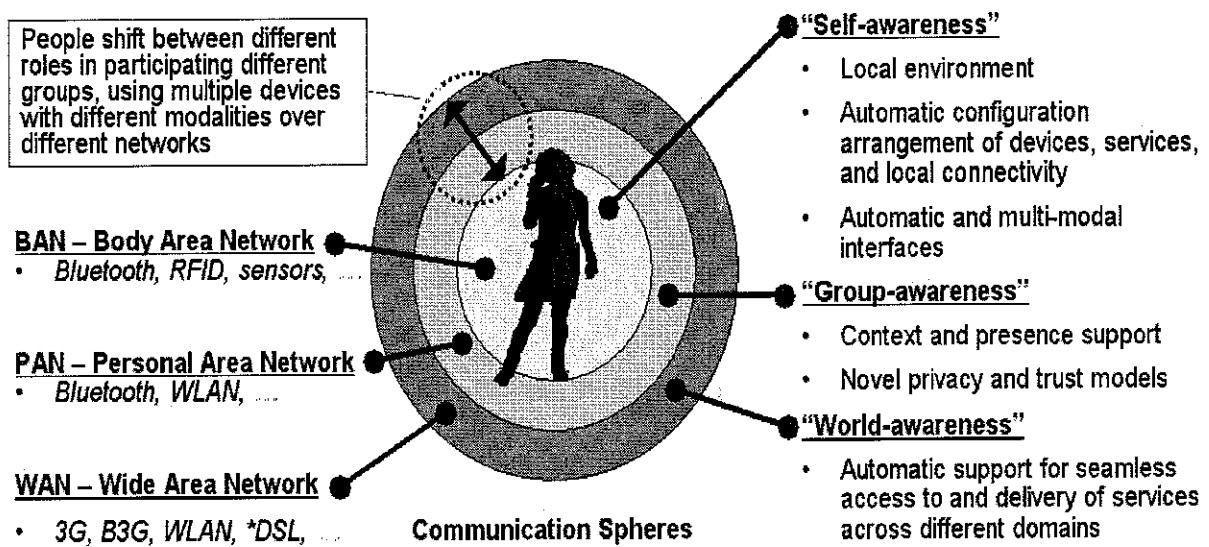 People shift between different
roles in participating different
groups, using multiple devices
with different modalities over
different networks
BAN – Body Area Network
• Bluetooth, RFID, sensors, ....
PAN – Personal Area Network
• Bluetooth, WLAN, ....
WAN – Wide Area Network
• 3G, B3G, WLAN, *DSL, ....
Communication Spheres
“Self-awareness”
• Local environment
• Automatic configuration
arrangement of devices, services,
and local connectivity
• Automatic and multi-modal
interfaces
“Group-awareness”
• Context and presence support
• Novel privacy and trust models
“World-awareness”
• Automatic support for seamless
access to and delivery of services
across different domains